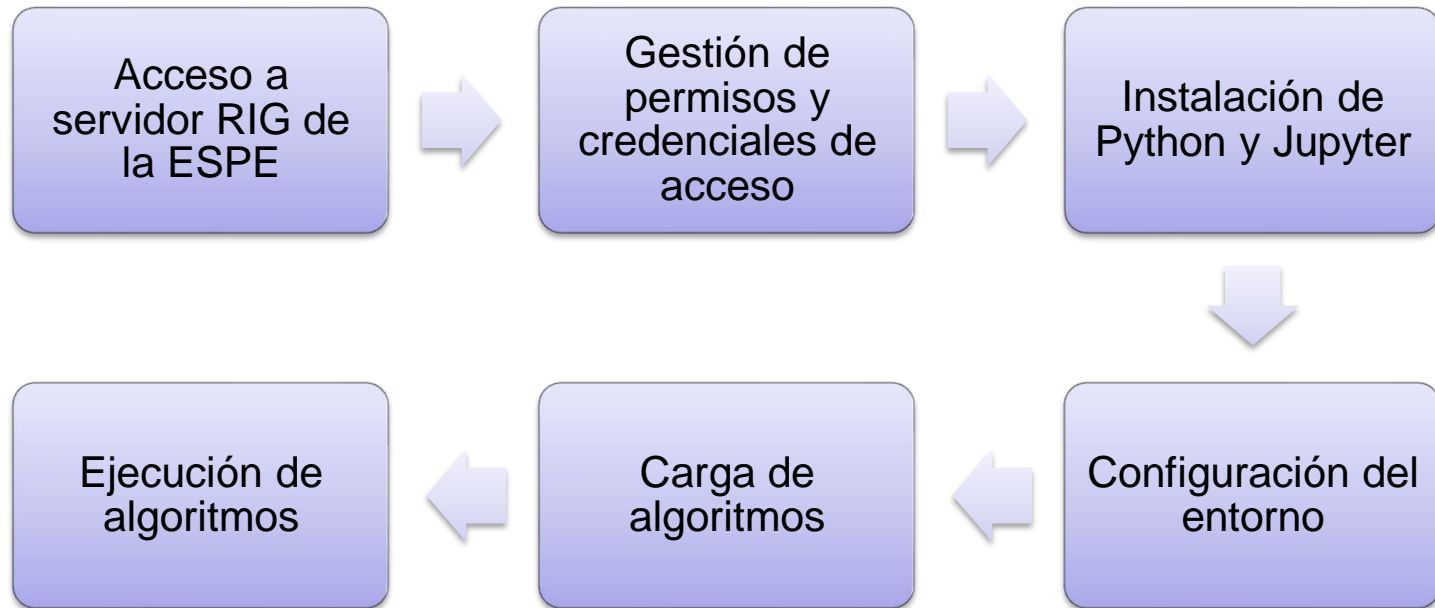 Acceso a
servidor RIG de
la ESPE
Gestión de
permisos y
credenciales de
acceso
Instalación de
Python y Jupyter
Configuración del
entorno
Carga de
algoritmos
Ejecución de
algoritmos